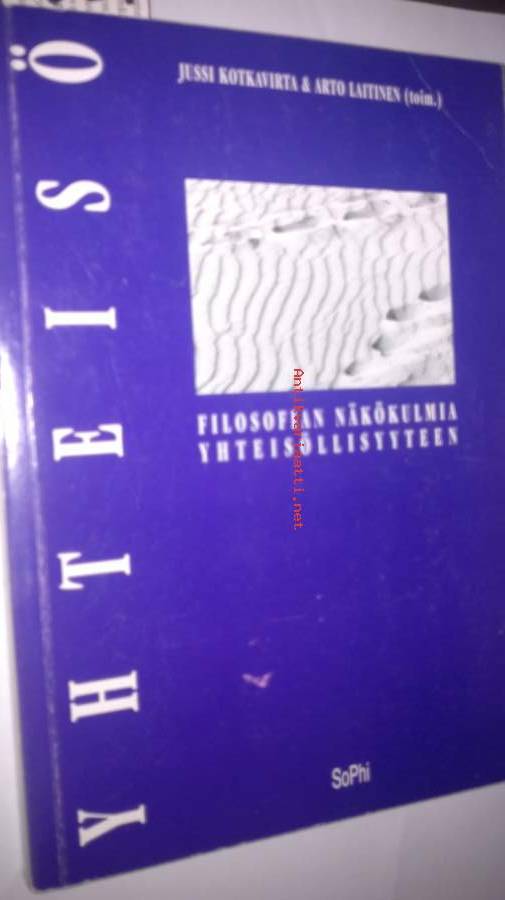 JUSSI KOTKAVIRTA & ARTO LAITINEN (toim.)
YHTEISÖ
FILOSOFIAN NÄKÖKULMIA
YHTEISÖLLISYYTEEN
SoPhi
Antikvariaatti.net